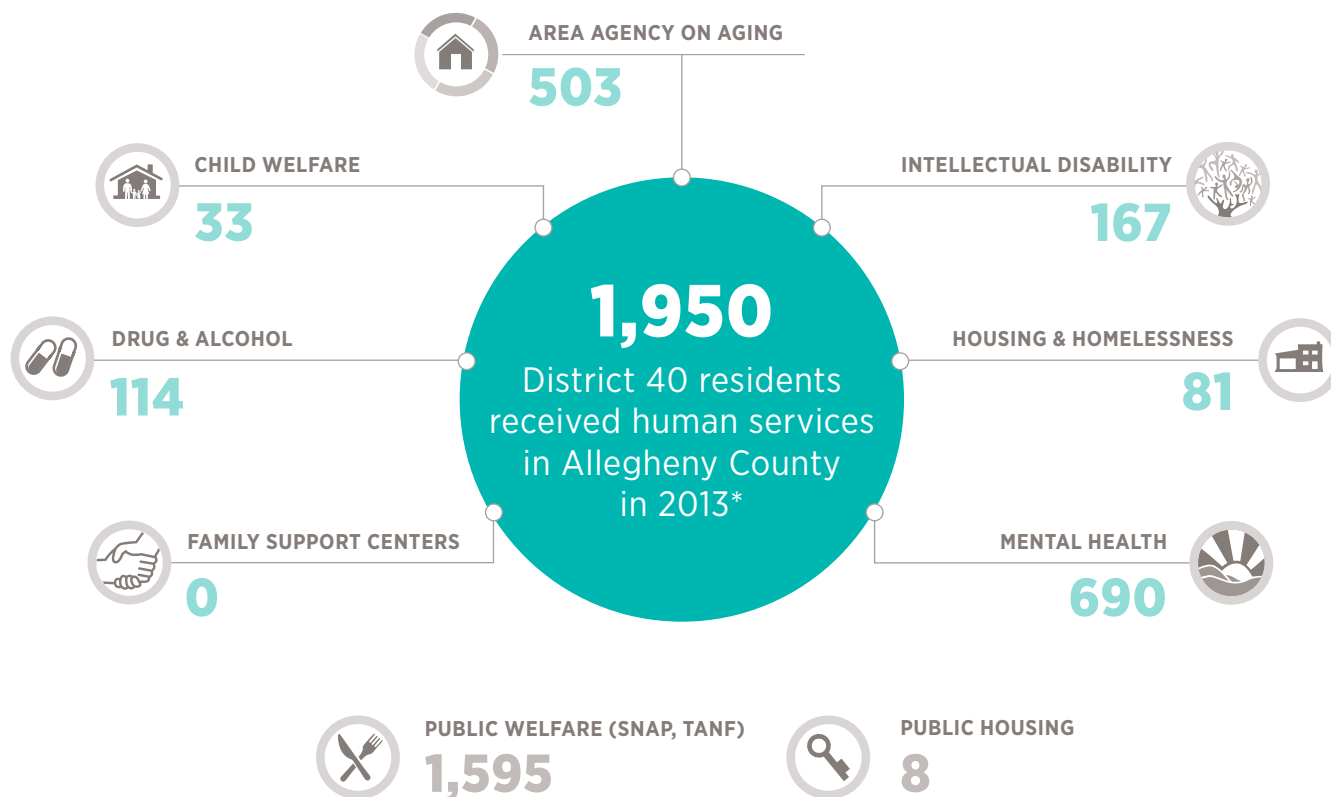 AREA AGENCY ON AGING
503
CHILD WELFARE
33
INTELLECTUAL DISABILITY
167
1,950
District 40 residents
received human services
in Allegheny County
in 2013*
DRUG & ALCOHOL
114
HOUSING & HOMELESSNESS
81
FAMILY SUPPORT CENTERS
0
MENTAL HEALTH
690
PUBLIC WELFARE (SNAP, TANF)
1,595
PUBLIC HOUSING
8